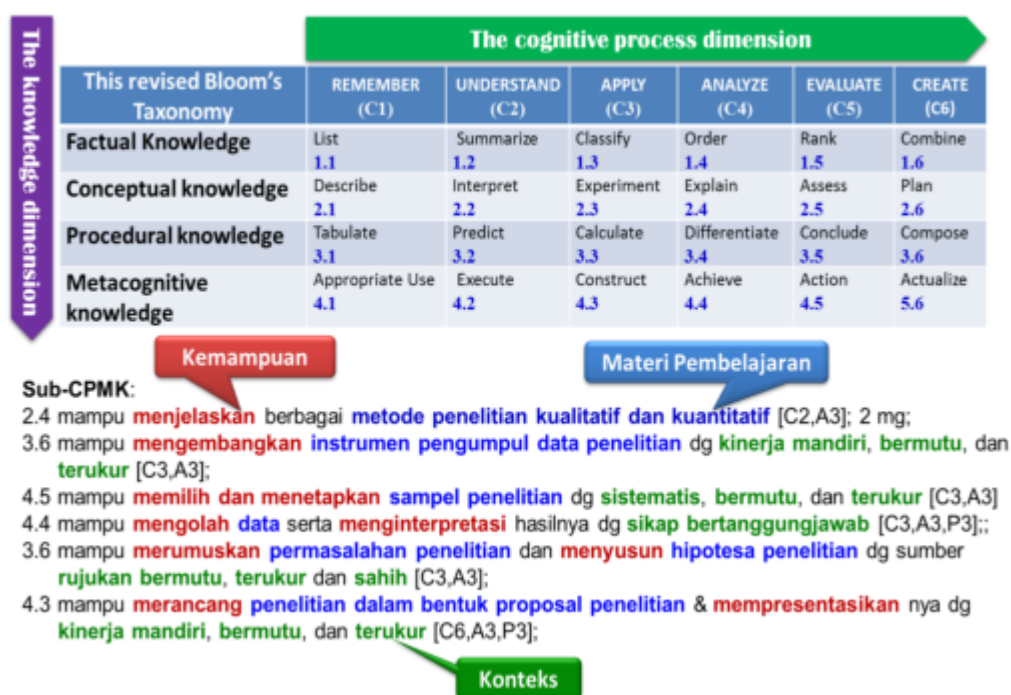 The knowledge dimension
The cognitive process dimension
This revised Bloom's Taxonomy REMEMBER (C1) UNDERSTAND (C2) APPLY (C3) ANALYZE (C4) EVALUATE (C5) CREATE (C6)
Factual Knowledge List Summarize Classify Order Rank Combine
1.1 1.2 1.3 1.4 1.5 1.6
Conceptual knowledge Describe Interpret Experiment Explain Assess Plan
2.1 2.2 2.3 2.4 2.5 2.6
Procedural knowledge Tabulate Predict Calculate Differentiate Conclude Compose
3.1 3.2 3.3 3.4 3.5 3.6
Metacognitive knowledge Appropriate Use Execute Construct Achieve Action Actualize
4.1 4.2 4.3 4.4 4.5 5.6
Kemampuan
Materi Pembelajaran
Sub-CPMK:
2.4 mampu menjelaskan berbagai metode penelitian kualitatif dan kuantitatif [C2,A3]; 2 mg;
3.6 mampu mengembangkan instrumen pengumpul data penelitian dg kinerja mandiri, bermutu, dan
terukur [C3,A3];
4.5 mampu memilih dan menetapkan sampel penelitian dg sistematis, bermutu, dan terukur [C3,A3]
4.4 mampu mengolah data serta menginterpretasi hasilnya dg sikap bertanggungjawab [C3,A3,P3];;
3.6 mampu merumuskan permasalahan penelitian dan menyusun hipotesa penelitian dg sumber
rujukan bermutu, terukur dan sahih [C3,A3];
4.3 mampu merancang penelitian dalam bentuk proposal penelitian & mempresentasikan nya dg
kinerja mandiri, bermutu, dan terukur [C6,A3,P3];
Konteks